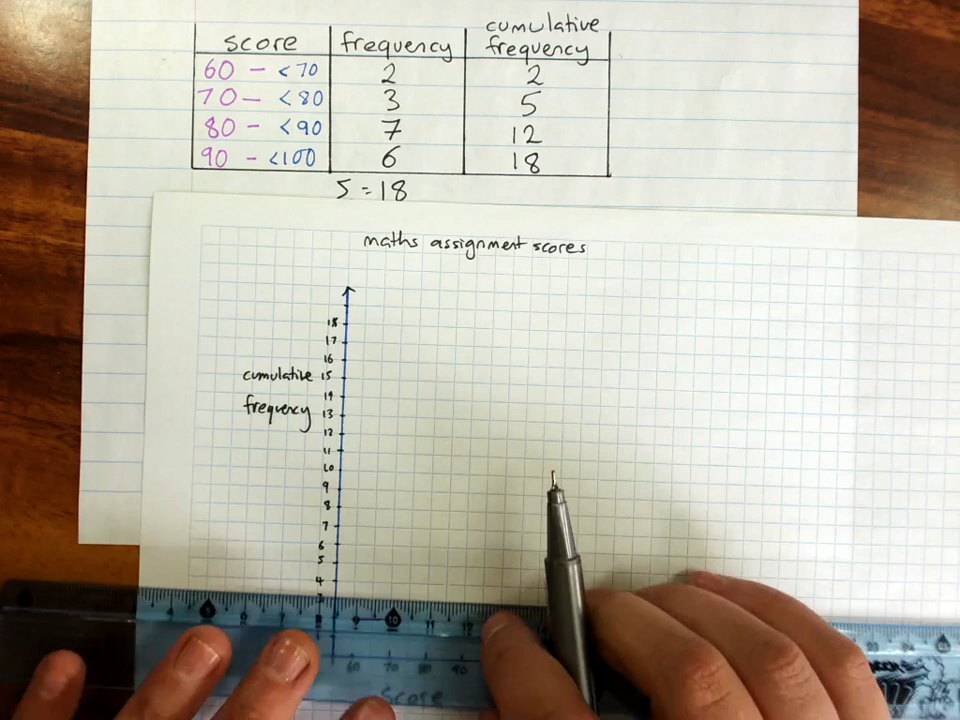 score frequency cumulative frequency
60 - <70 2 2
70 - <80 3 5
80 - <90 7 12
90 - <100 6 18
S = 18
maths assignment scores
18
17
16
cumulative 15
14
frequency 13
12
11
10
9
8
7
6
5
4
60 70 80 90
score